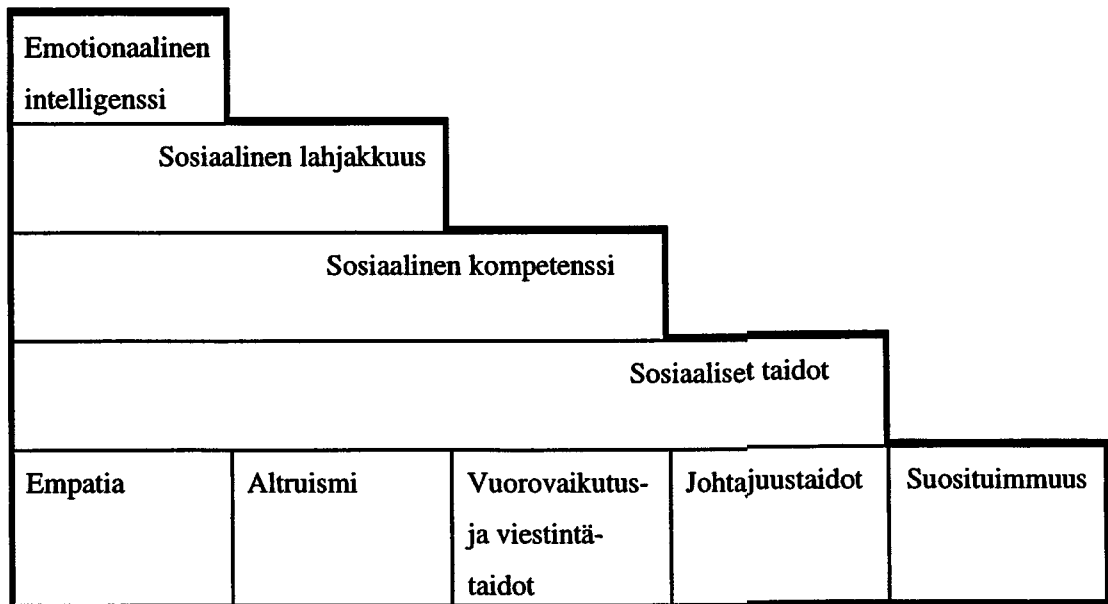 Emotionaalinen
intelligenssi
Sosiaalinen lahjakkuus
Sosiaalinen kompetenssi
Sosiaaliset taidot
Empatia
Altruismi
Vuorovaikutus-
ja viestintä-
taidot
Johtajuustaidot
Suosituimmuus